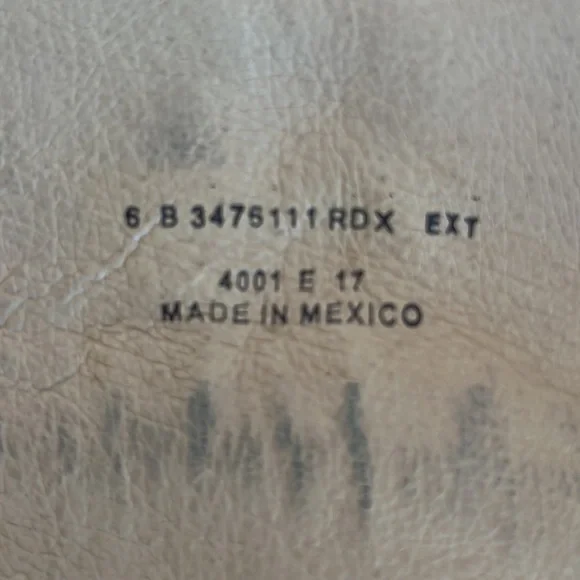 6 B 3476111 RDX EXT
4001 E 17
MADE IN MEXICO